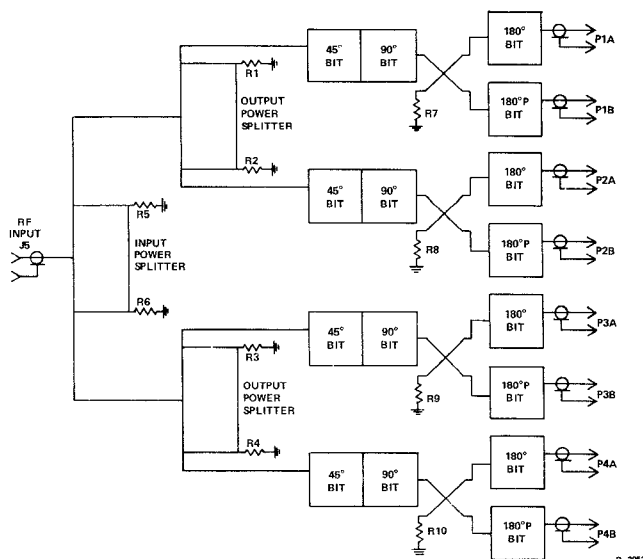 180°
BIT
P1A
45°
BIT
90°
BIT
R1
OUTPUT
POWER
SPLITTER
R7
180°P
BIT
P1B
R2
180°
BIT
P2A
45°
BIT
90°
BIT
R5
RF
INPUT
J5
INPUT
POWER
SPLITTER
R8
180°P
BIT
P2B
R6
180°
BIT
P3A
45°
BIT
90°
BIT
R3
OUTPUT
POWER
SPLITTER
R9
180°P
BIT
P3B
R4
180°
BIT
P4A
45°
BIT
90°
BIT
R10
180°P
BIT
P4B